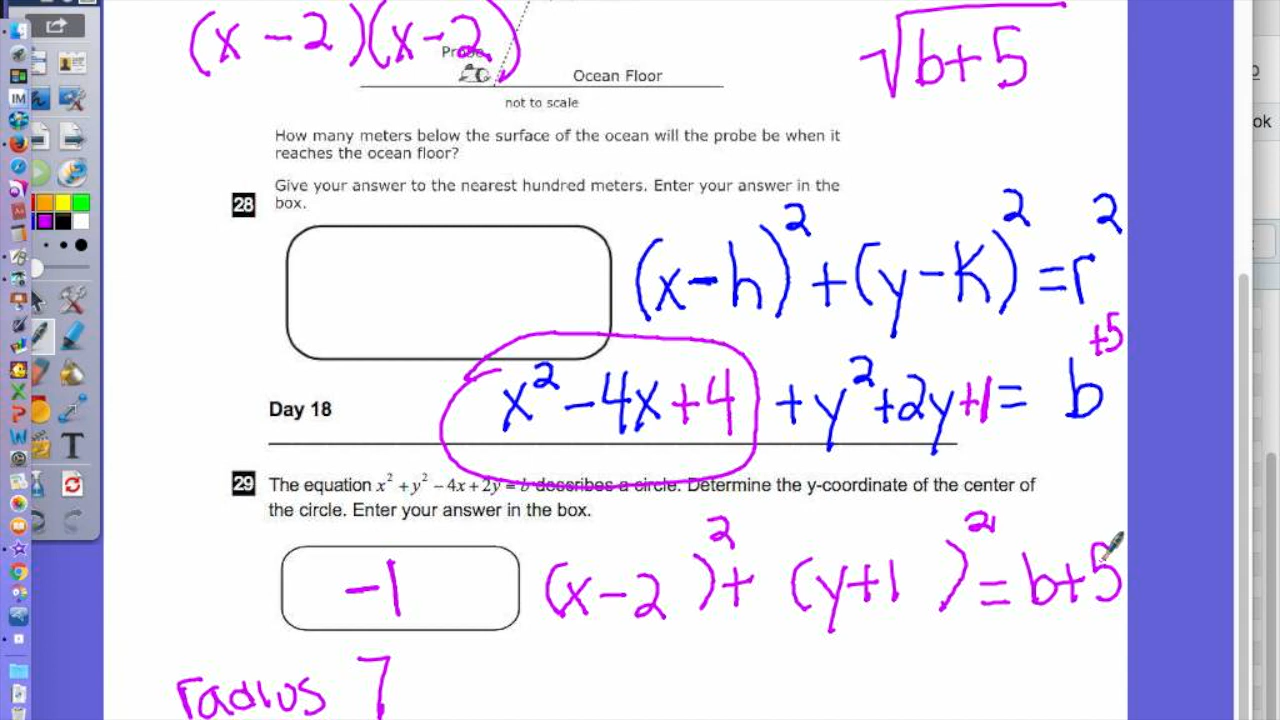 (x - 2)(x - 2)
√b+5
Probe
Ocean Floor
not to scale
How many meters below the surface of the ocean will the probe be when it
reaches the ocean floor?
Give your answer to the nearest hundred meters. Enter your answer in the
28 box.
(x-h)² + (y-K)² = r²
+5
x² - 4x + 4 + y² + 2y + 1 = b
Day 18
29 The equation x² + y² − 4x + 2y = b describes a circle. Determine the y-coordinate of the center of
the circle. Enter your answer in the box.
-1 (x-2)² + (y+1)² = b+5
radius 7
IM
T
ok